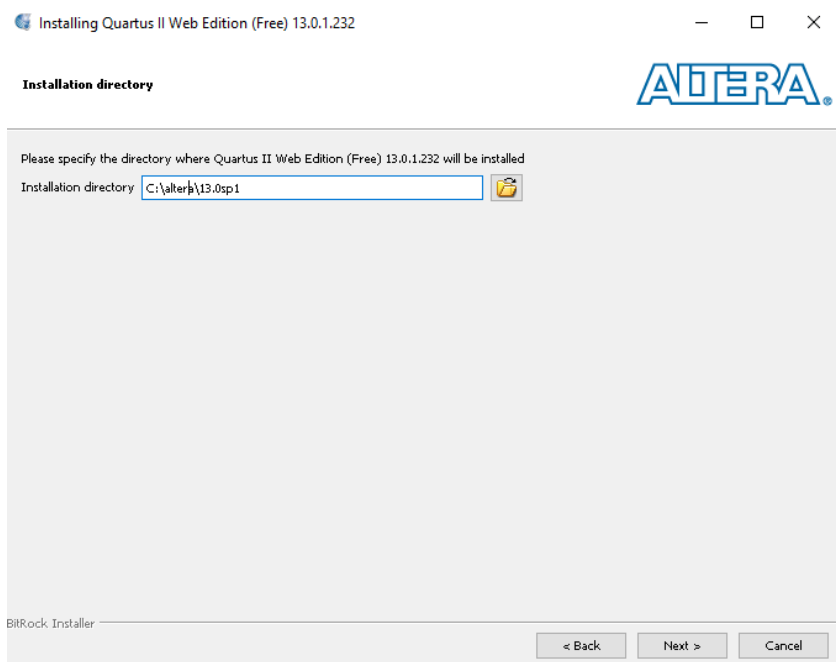 Installing Quartus II Web Edition (Free) 13.0.1.232
Installation directory
ALTERA®
Please specify the directory where Quartus II Web Edition (Free) 13.0.1.232 will be installed
Installation directory C:\altera\13.0sp1
BitRock Installer
< Back Next > Cancel